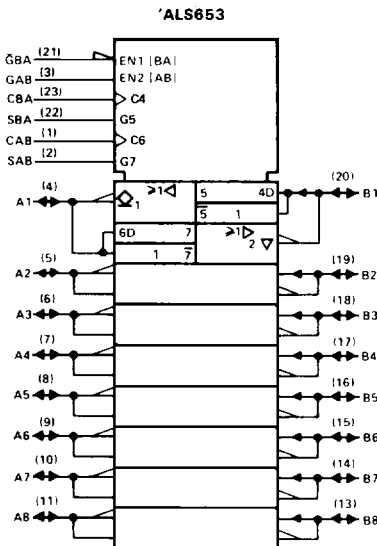 'ALS653
G̅BA (21) EN1 [BA]
GAB (3) EN2 [AB]
CBA (23) C4
SBA (22) G5
CAB (1) C6
SAB (2) G7
A1 (4) 1 ≥1 5 4D (20) B1
5̅ 1
6D 7 ≥1
1 7̅ 2
A2 (5) (19) B2
A3 (6) (18) B3
A4 (7) (17) B4
A5 (8) (16) B5
A6 (9) (15) B6
A7 (10) (14) B7
A8 (11) (13) B8